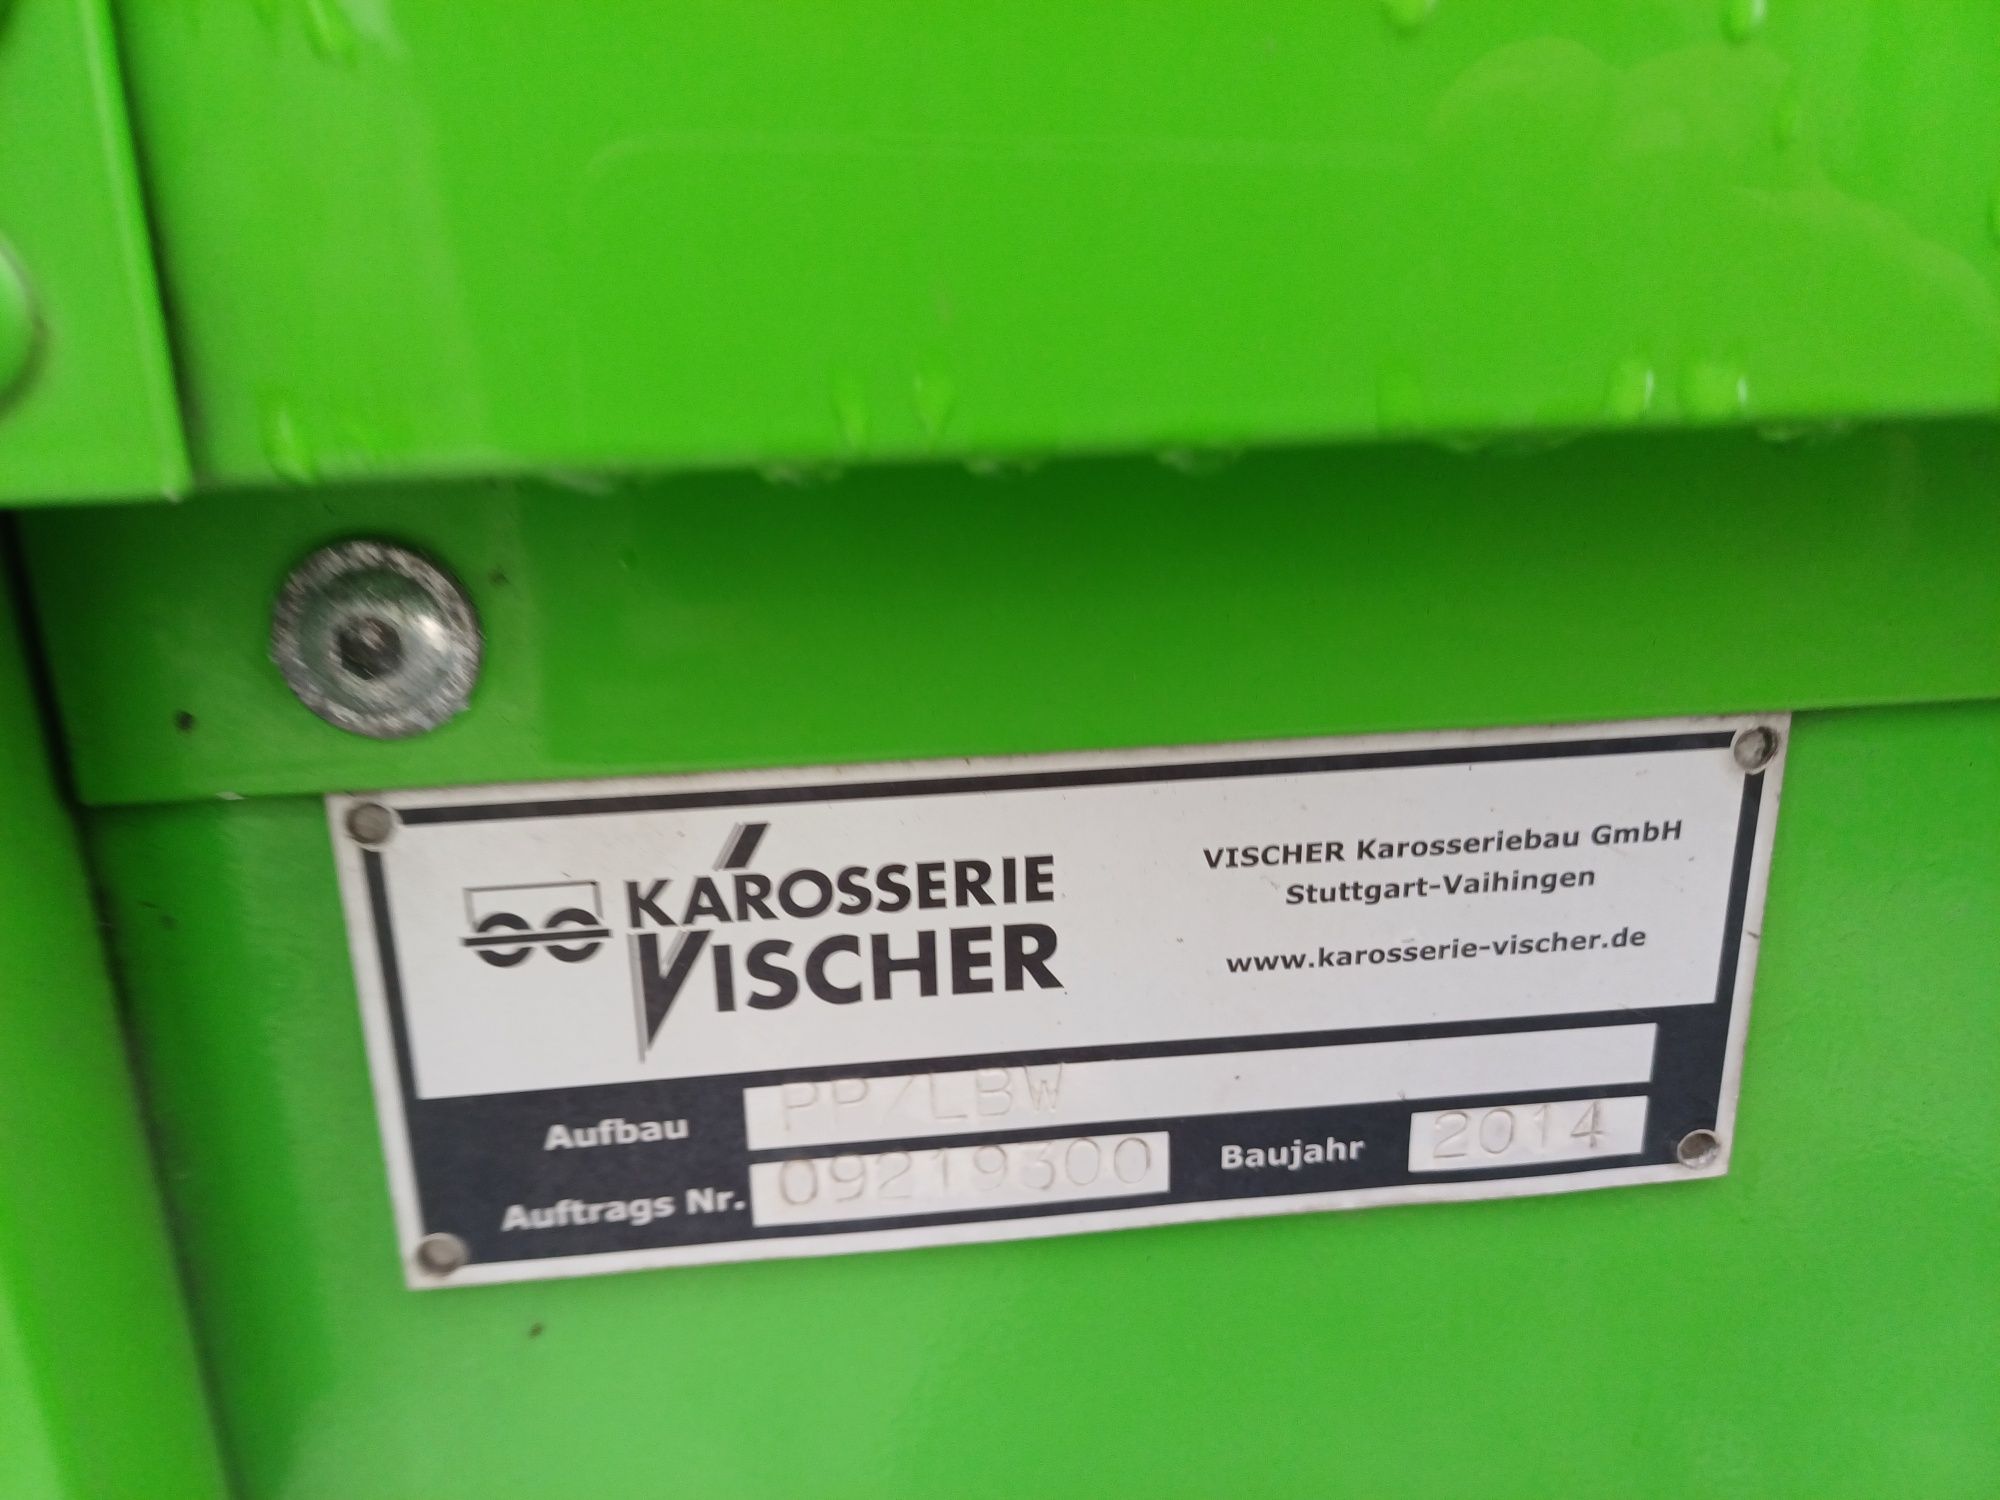 KAROSSERIE
VISCHER
VISCHER Karosseriebau GmbH
Stuttgart-Vaihingen
www.karosserie-vischer.de
Aufbau PP/LBW
Auftrags Nr. 09219300 Baujahr 2014